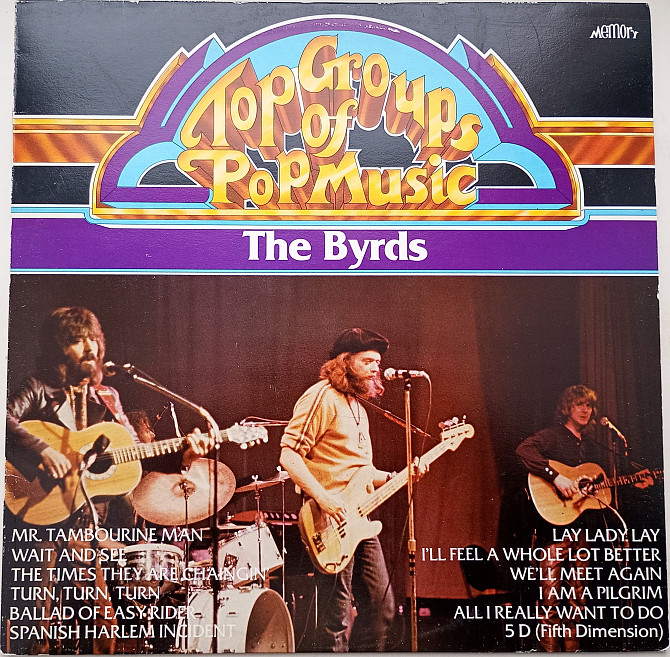 Memory
Top Groups
of
Pop Music
The Byrds
MR. TAMBOURINE MAN
WAIT AND SEE
THE TIMES THEY ARE CHAINGIN
TURN, TURN, TURN
BALLAD OF EASY RIDER
SPANISH HARLEM INCIDENT
LAY LADY LAY
I'LL FEEL A WHOLE LOT BETTER
WE'LL MEET AGAIN
I AM A PILGRIM
ALL I REALLY WANT TO DO
5 D (Fifth Dimension)